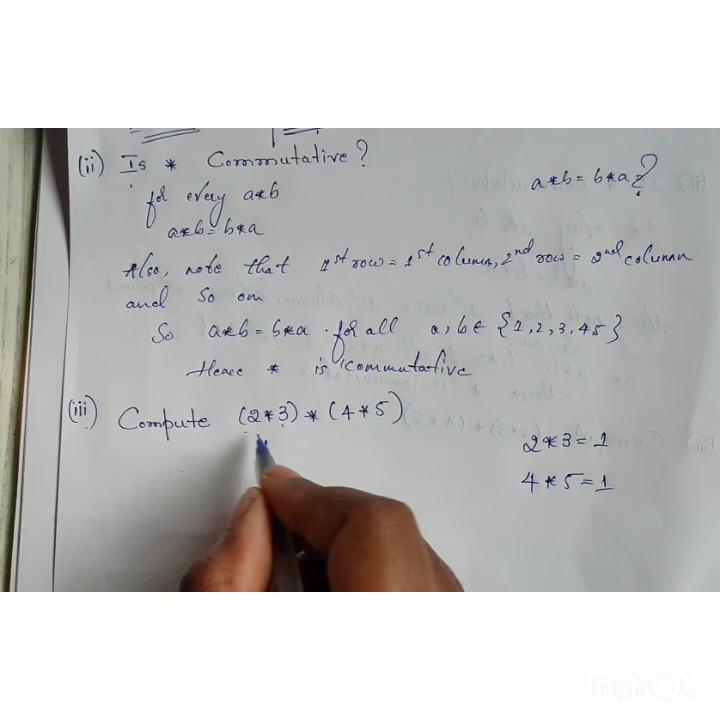 (ii) Is * Commutative?
a*b = b*a?
for every a*b
a*b = b*a
Also, note that 1st row = 1st column, 2nd row = 2nd column
and so on
So a*b = b*a . for all a, b ∈ {1, 2, 3, 45}
Hence * is commutative
(iii) Compute (2*3) * (4*5)
2*3 = 1
4*5 = 1
InShOt